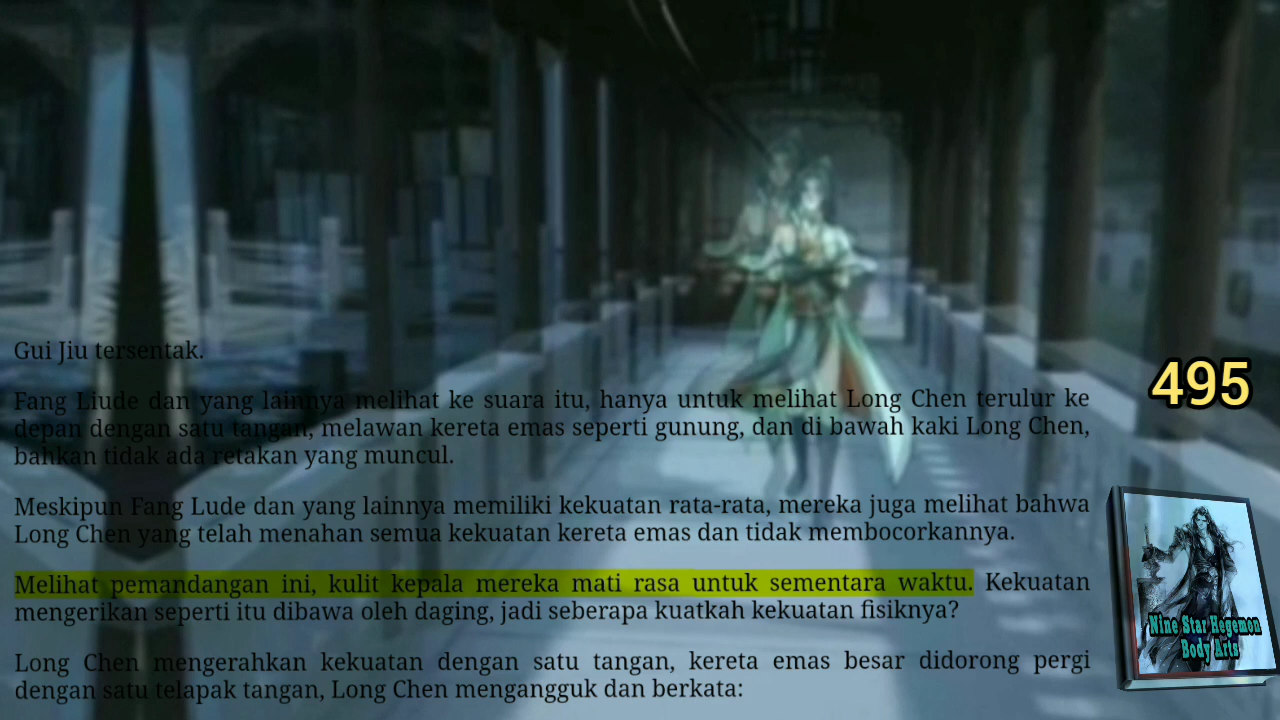 Gui Jiu tersentak.
Fang Liude dan yang lainnya melihat ke suara itu, hanya untuk melihat Long Chen terulur ke
depan dengan satu tangan, melawan kereta emas seperti gunung, dan di bawah kaki Long Chen,
bahkan tidak ada retakan yang muncul.
Meskipun Fang Lude dan yang lainnya memiliki kekuatan rata-rata, mereka juga melihat bahwa
Long Chen yang telah menahan semua kekuatan kereta emas dan tidak membocorkannya.
Melihat pemandangan ini, kulit kepala mereka mati rasa untuk sementara waktu. Kekuatan
mengerikan seperti itu dibawa oleh daging, jadi seberapa kuatkah kekuatan fisiknya?
Long Chen mengerahkan kekuatan dengan satu tangan, kereta emas besar didorong pergi
dengan satu telapak tangan, Long Chen mengangguk dan berkata:
495
Nine Star Hegemon
Body Arts